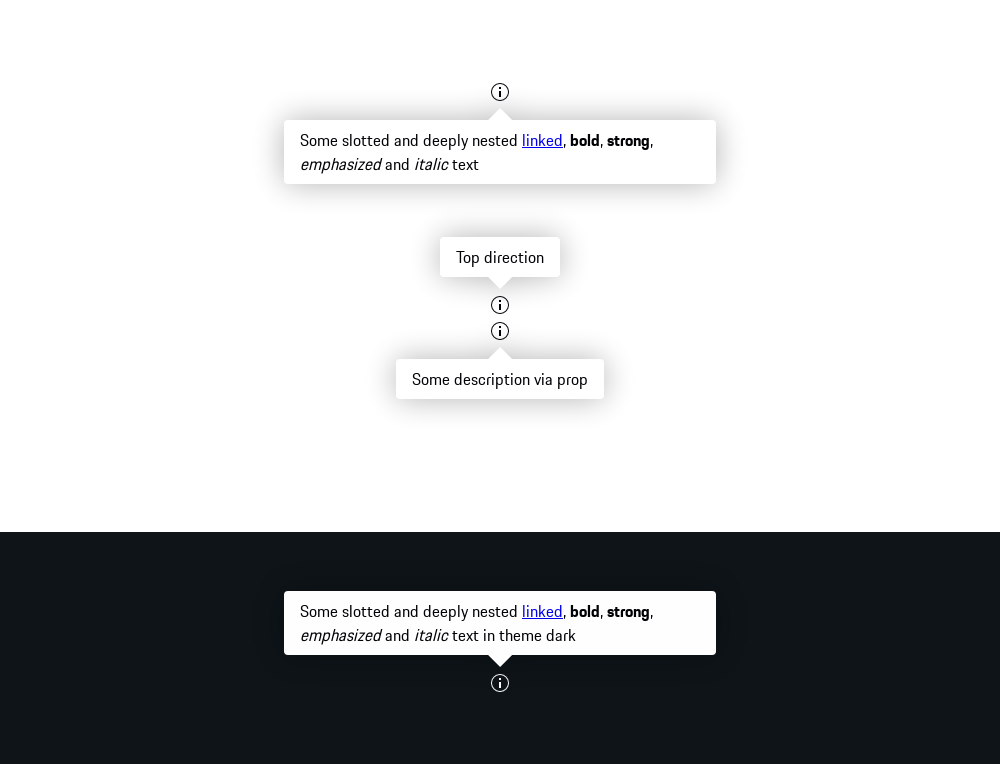 Some slotted and deeply nested linked, bold, strong,
emphasized and italic text
Top direction
Some description via prop
Some slotted and deeply nested linked, bold, strong,
emphasized and italic text in theme dark